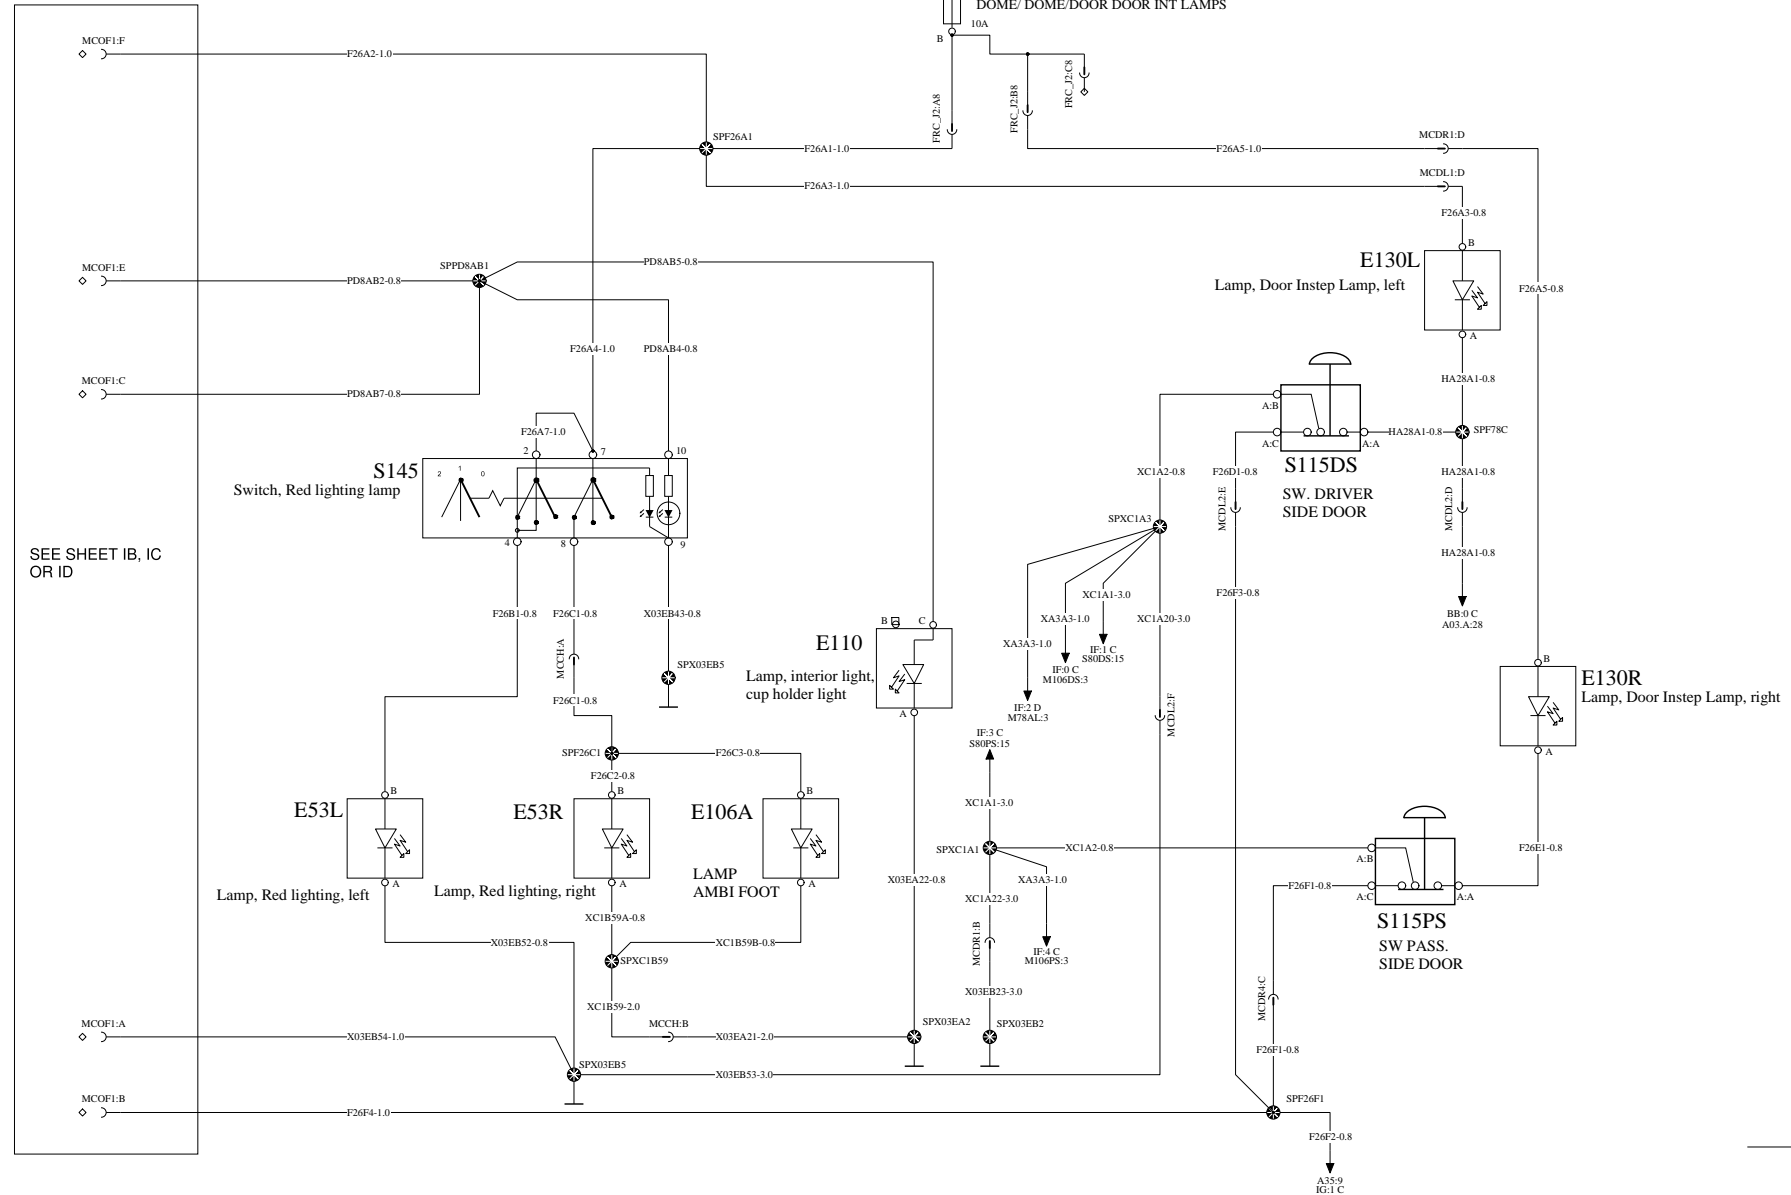 DOME/ DOME/DOOR DOOR INT LAMPS
10A
B
MCOF1:F
F26A2-1.0
FRC_J2:A8
FRC_J2:B8
FRC_J2:C8
SPF26A1
F26A1-1.0
F26A5-1.0
MCDR1:D
F26A3-1.0
MCDL1:D
F26A3-0.8
B
E130L
Lamp, Door Instep Lamp, left
A
F26A5-0.8
MCOF1:E
PD8AB2-0.8
SPPD8AB1
PD8AB5-0.8
F26A4-1.0
PD8AB4-0.8
MCOF1:C
PD8AB7-0.8
HA28A1-0.8
A:B
A:C
A:A
HA28A1-0.8
SPF78C
S115DS
SW. DRIVER
SIDE DOOR
F26A7-1.0
2
7
10
S145
Switch, Red lighting lamp
2
1
0
4
8
9
XC1A2-0.8
F26D1-0.8
MCDL2:E
HA28A1-0.8
MCDL2:D
HA28A1-0.8
BB:0 C
A03.A:28
SPXC1A3
SEE SHEET IB, IC
OR ID
F26B1-0.8
F26C1-0.8
X03EB43-0.8
XC1A1-3.0
XA3A3-1.0
XA3A3-1.0
XC1A20-3.0
F26F3-0.8
IF:1 C
S80DS:15
IF:0 C
M106DS:3
IF:2 D
M78AL:3
MCCH:A
SPX03EB5
F26C1-0.8
B
C
E110
Lamp, interior light,
cup holder light
A
MCDL2:F
B
E130R
Lamp, Door Instep Lamp, right
A
IF:3 C
S80PS:15
SPF26C1
F26C3-0.8
F26C2-0.8
XC1A1-3.0
B
E53L
A
Lamp, Red lighting, left
B
E53R
A
Lamp, Red lighting, right
B
E106A
A
LAMP
AMBI FOOT
SPXC1A1
XC1A2-0.8
XA3A3-1.0
XC1A22-3.0
X03EA22-0.8
F26E1-0.8
A:B
A:C
A:A
F26F1-0.8
S115PS
SW PASS.
SIDE DOOR
XC1B59A-0.8
X03EB52-0.8
XC1B59B-0.8
SPXC1B59
MCDR1:B
IF:4 C
M106PS:3
X03EB23-3.0
XC1B59-2.0
MCDR4:C
MCOF1:A
X03EB54-1.0
MCCH:B
X03EA21-2.0
SPX03EA2
SPX03EB2
F26F1-0.8
SPX03EB5
X03EB53-3.0
MCOF1:B
F26F4-1.0
SPF26F1
F26F2-0.8
A35:9
IG:1 C